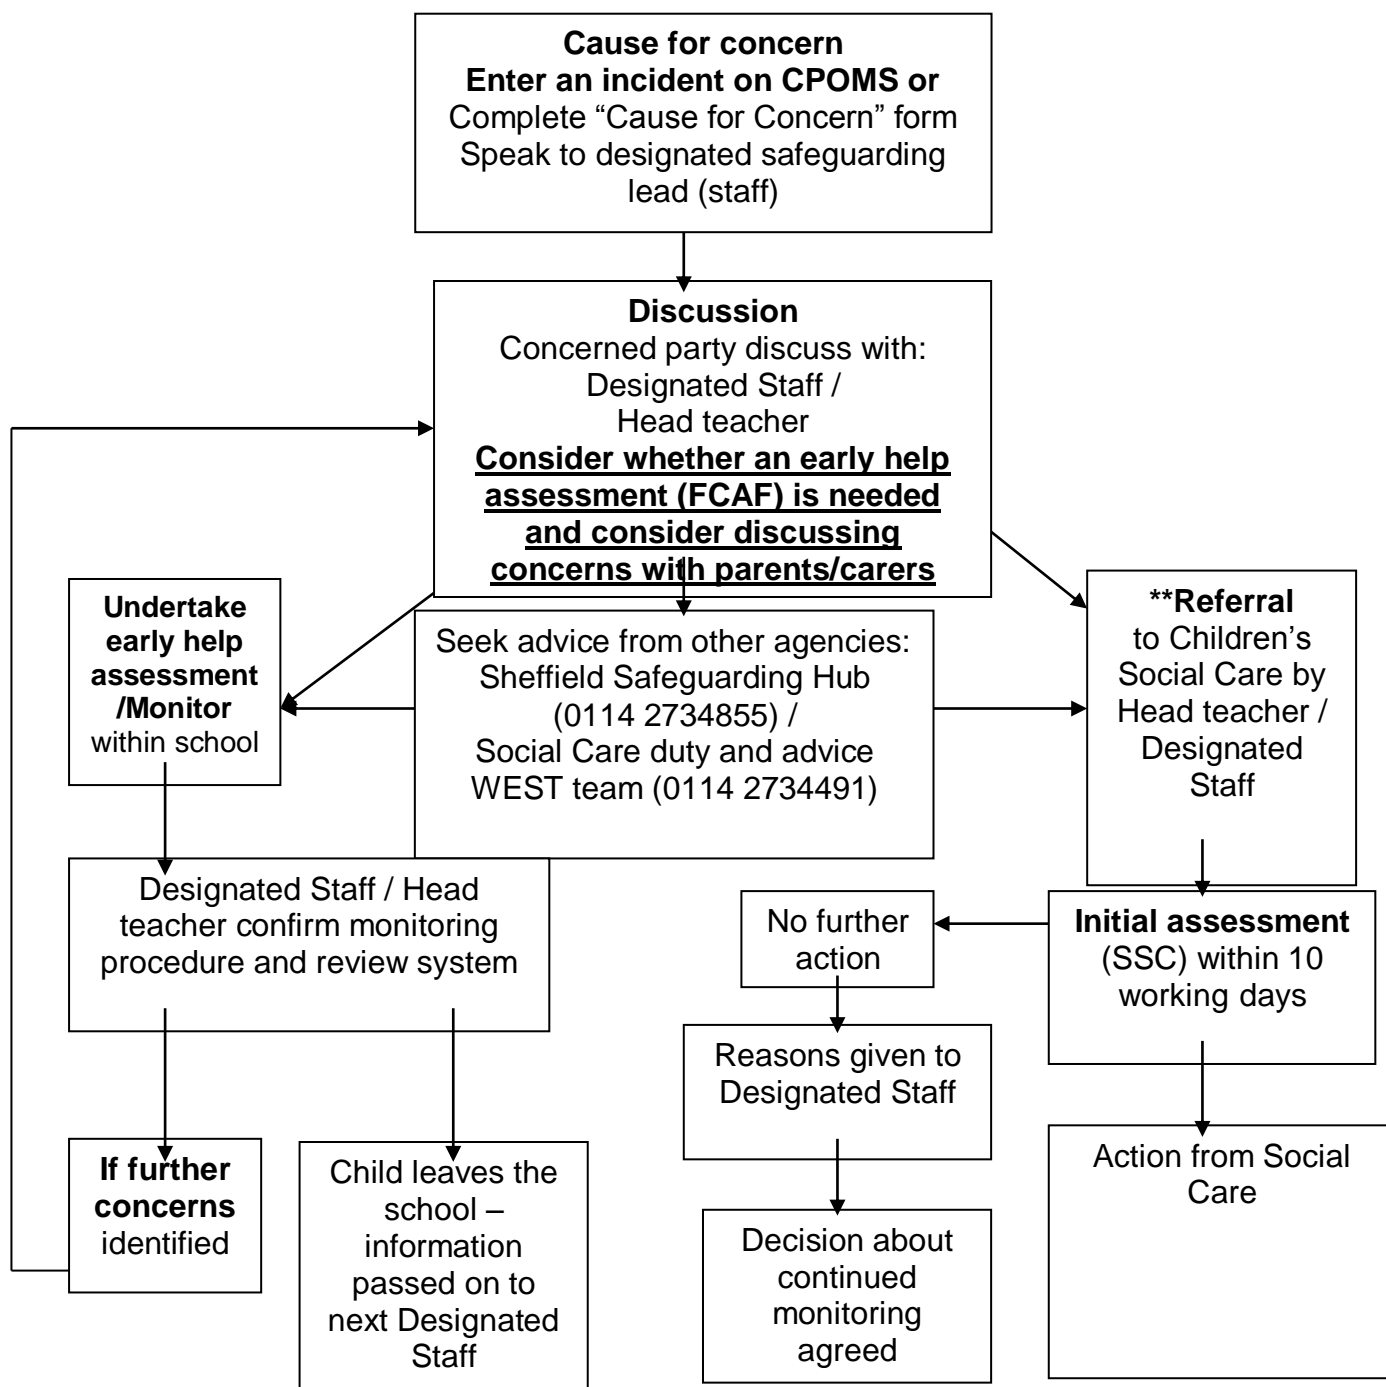 Cause for concern
Enter an incident on CPOMS or
Complete “Cause for Concern” form
Speak to designated safeguarding
lead (staff)
Discussion
Concerned party discuss with:
Designated Staff /
Head teacher
Consider whether an early help
assessment (FCAF) is needed
and consider discussing
concerns with parents/carers
Undertake
early help
assessment
/Monitor
within school
Seek advice from other agencies:
Sheffield Safeguarding Hub
(0114 2734855) /
Social Care duty and advice
WEST team (0114 2734491)
**Referral
to Children’s
Social Care by
Head teacher /
Designated
Staff
Designated Staff / Head
teacher confirm monitoring
procedure and review system
No further
action
Initial assessment
(SSC) within 10
working days
Reasons given to
Designated Staff
If further
concerns
identified
Child leaves the
school –
information
passed on to
next Designated
Staff
Decision about
continued
monitoring
agreed
Action from Social
Care